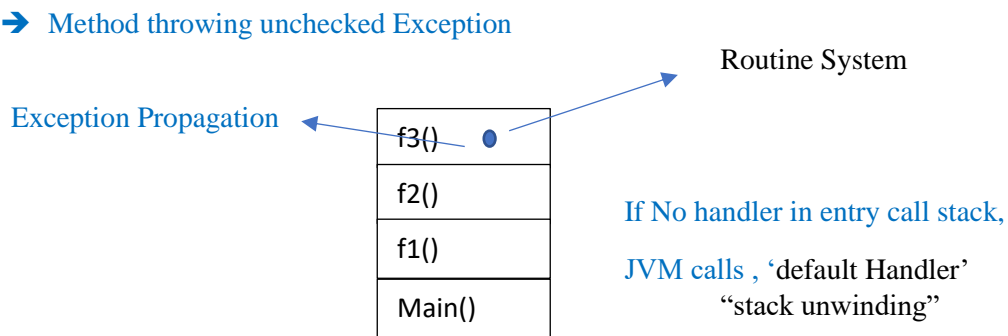 ➔ Method throwing unchecked Exception
Routine System
Exception Propagation
f3()
f2()
f1()
Main()
If No handler in entry call stack,
JVM calls , ‘default Handler’
“stack unwinding”